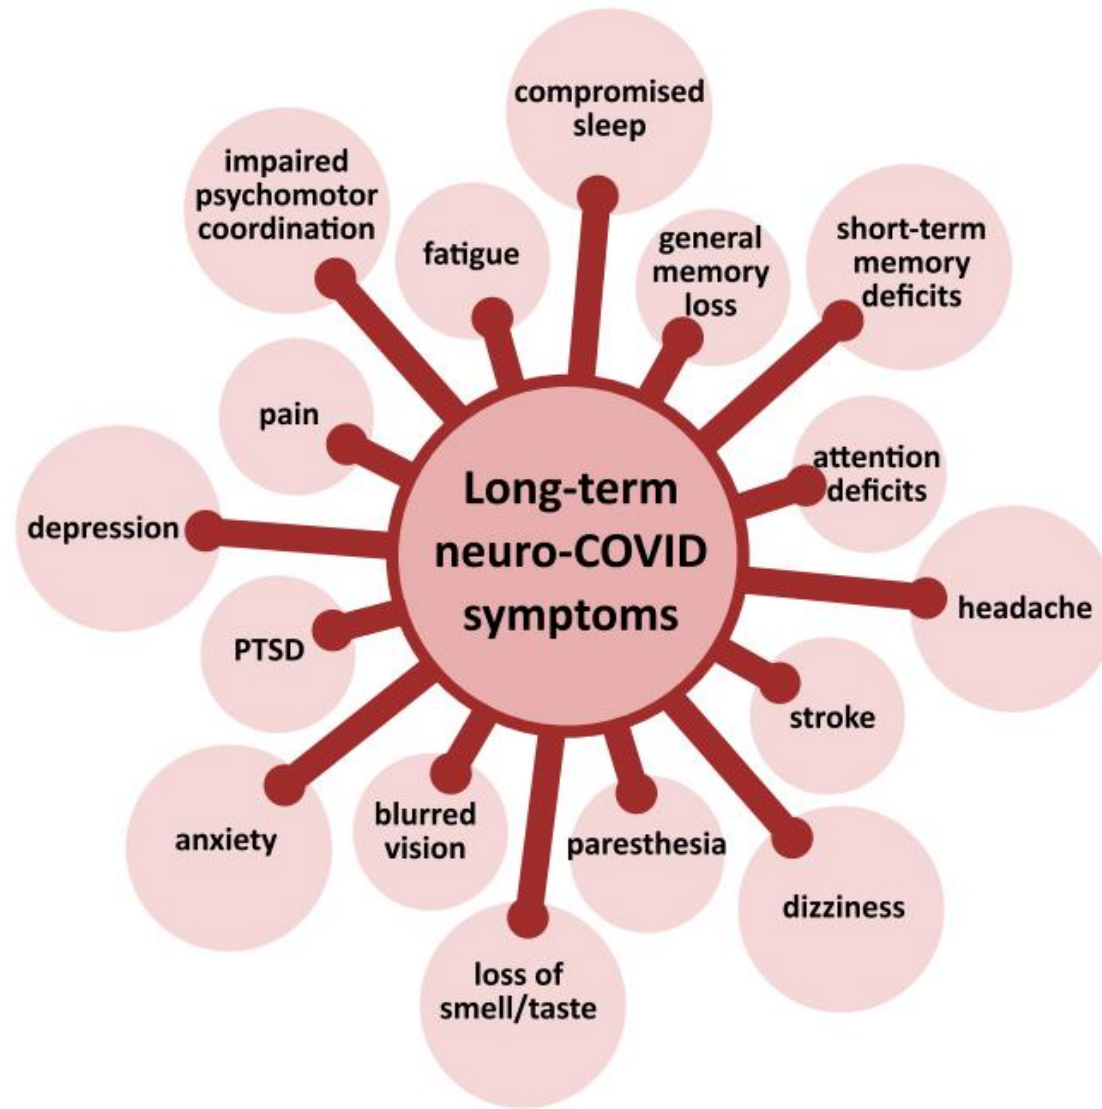 compromised
sleep
impaired
psychomotor
coordination
fatigue
general
memory
loss
short-term
memory
deficits
pain
attention
deficits
depression
Long-term
neuro-COVID
symptoms
headache
PTSD
stroke
anxiety
blurred
vision
paresthesia
dizziness
loss of
smell/taste